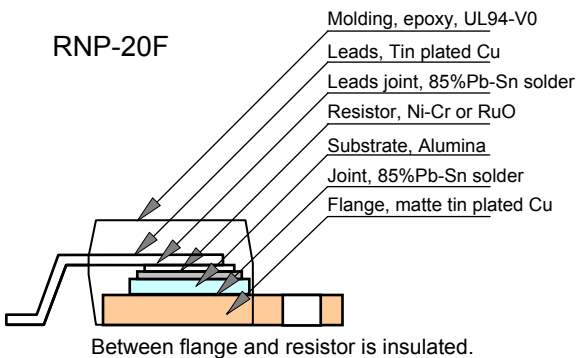 Molding, epoxy, UL94-V0
RNP-20F
Leads, Tin plated Cu
Leads joint, 85%Pb-Sn solder
Resistor, Ni-Cr or RuO
Substrate, Alumina
Joint, 85%Pb-Sn solder
Flange, matte tin plated Cu
Between flange and resistor is insulated.